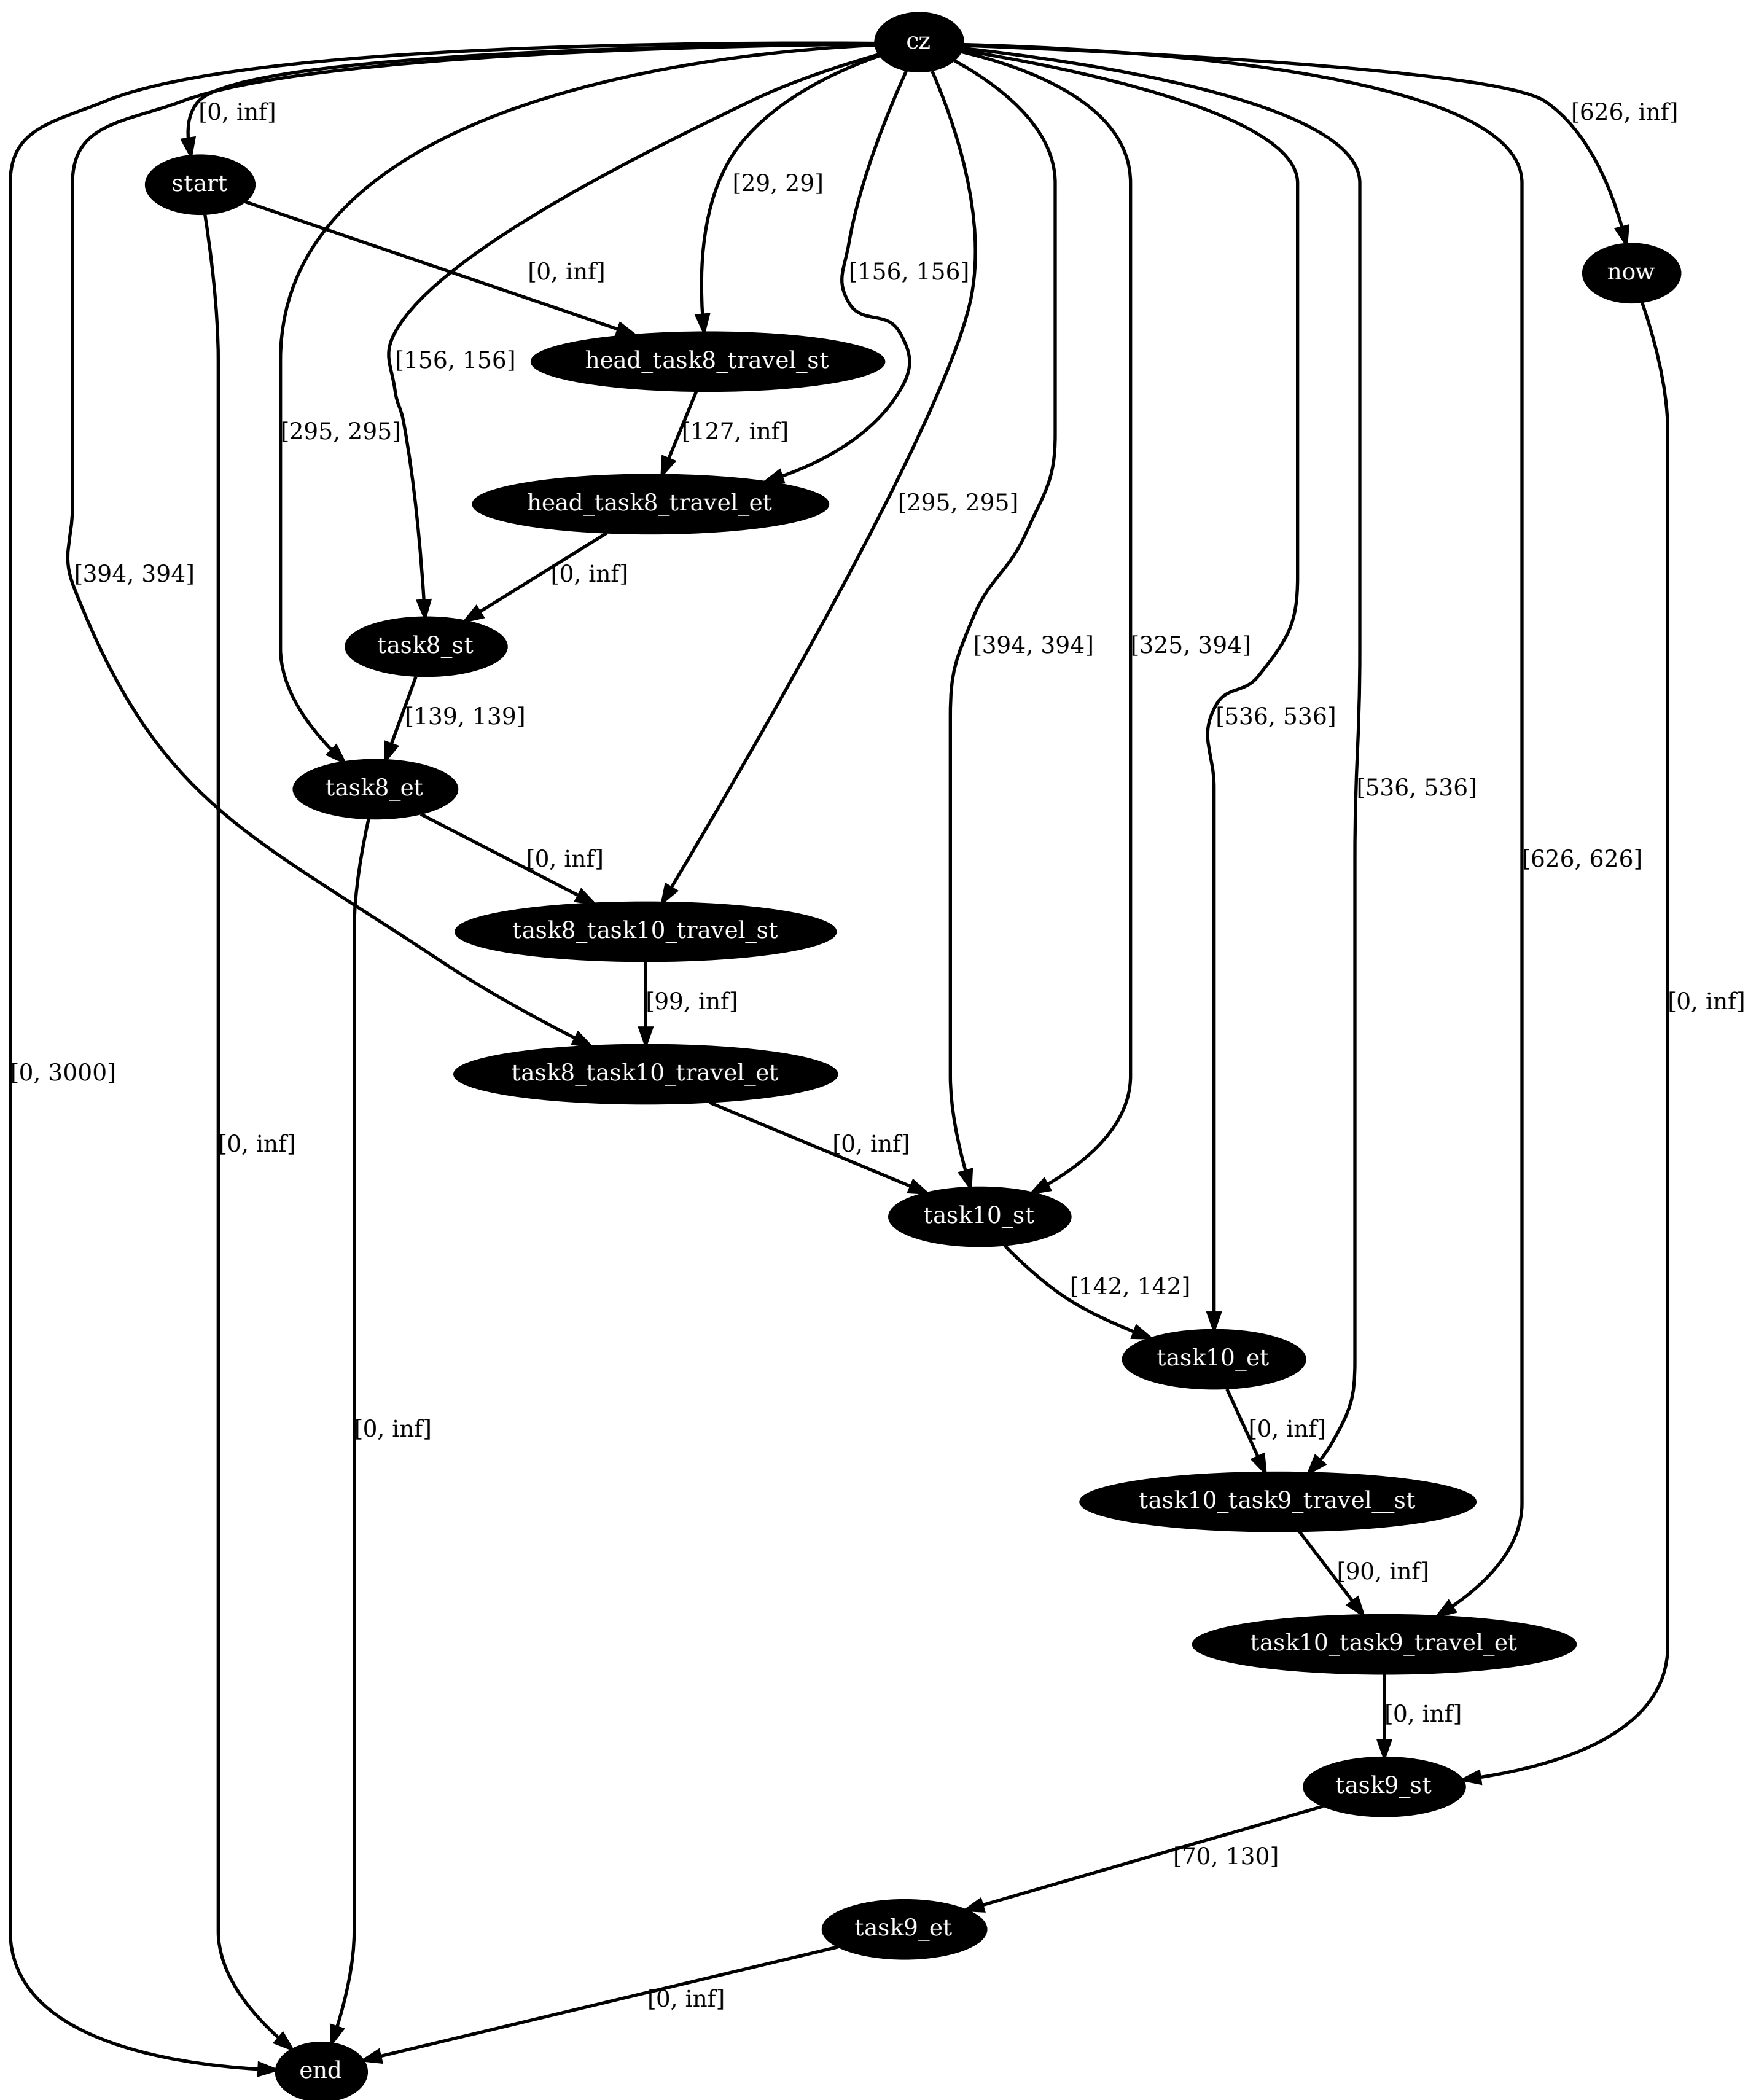 cz
[0, inf]
[626, inf]
start
[29, 29]
now
[0, inf]
[156, 156]
head_task8_travel_st
[156, 156]
[295, 295]
[127, inf]
head_task8_travel_et
[295, 295]
[394, 394]
[0, inf]
task8_st
[394, 394]
[325, 394]
[139, 139]
[536, 536]
task8_et
[536, 536]
[0, inf]
[626, 626]
task8_task10_travel_st
[99, inf]
[0, inf]
[0, 3000]
task8_task10_travel_et
[0, inf]
[0, inf]
task10_st
[142, 142]
task10_et
[0, inf]
[0, inf]
task10_task9_travel__st
[90, inf]
task10_task9_travel_et
[0, inf]
task9_st
[70, 130]
task9_et
[0, inf]
end